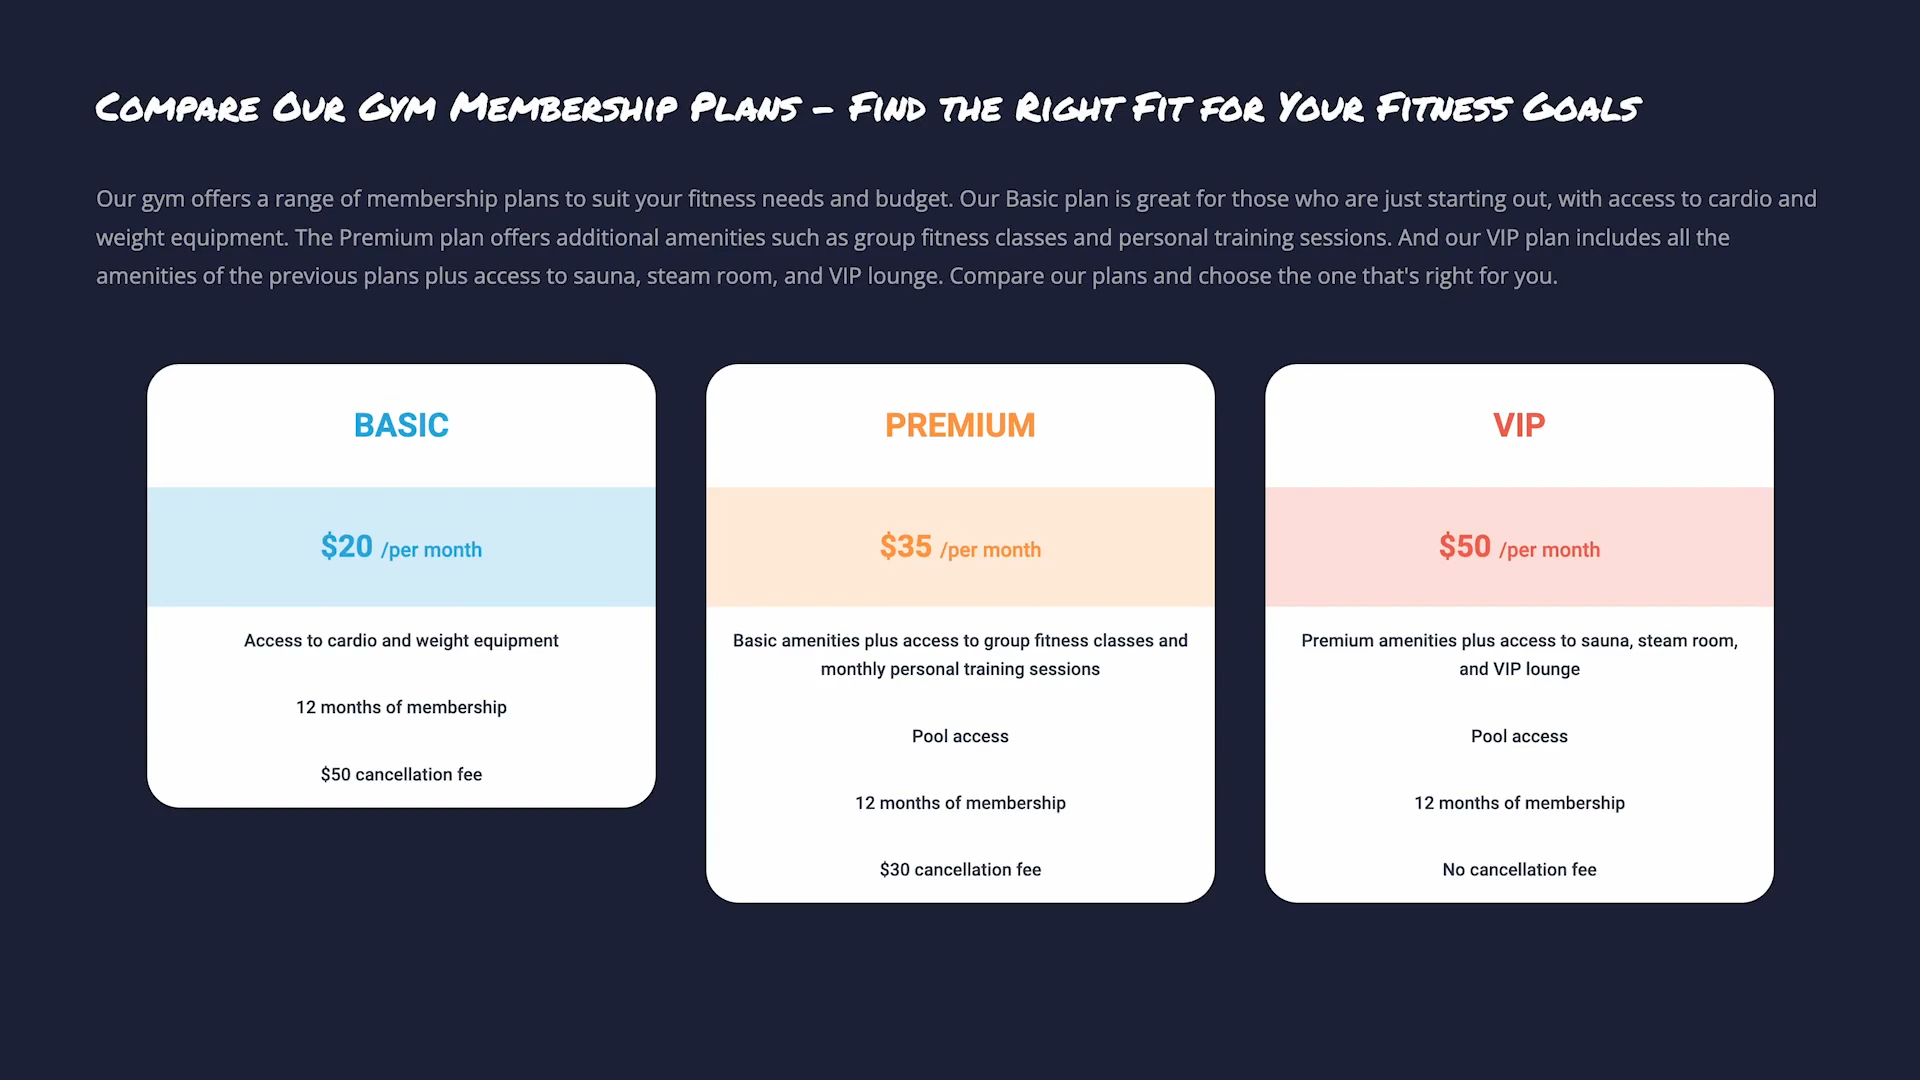 Compare Our Gym Membership Plans – Find the Right Fit for Your Fitness Goals
Our gym offers a range of membership plans to suit your fitness needs and budget. Our Basic plan is great for those who are just starting out, with access to cardio and
weight equipment. The Premium plan offers additional amenities such as group fitness classes and personal training sessions. And our VIP plan includes all the
amenities of the previous plans plus access to sauna, steam room, and VIP lounge. Compare our plans and choose the one that's right for you.
BASIC
$20 /per month
Access to cardio and weight equipment
12 months of membership
$50 cancellation fee
PREMIUM
$35 /per month
Basic amenities plus access to group fitness classes and
monthly personal training sessions
Pool access
12 months of membership
$30 cancellation fee
VIP
$50 /per month
Premium amenities plus access to sauna, steam room,
and VIP lounge
Pool access
12 months of membership
No cancellation fee